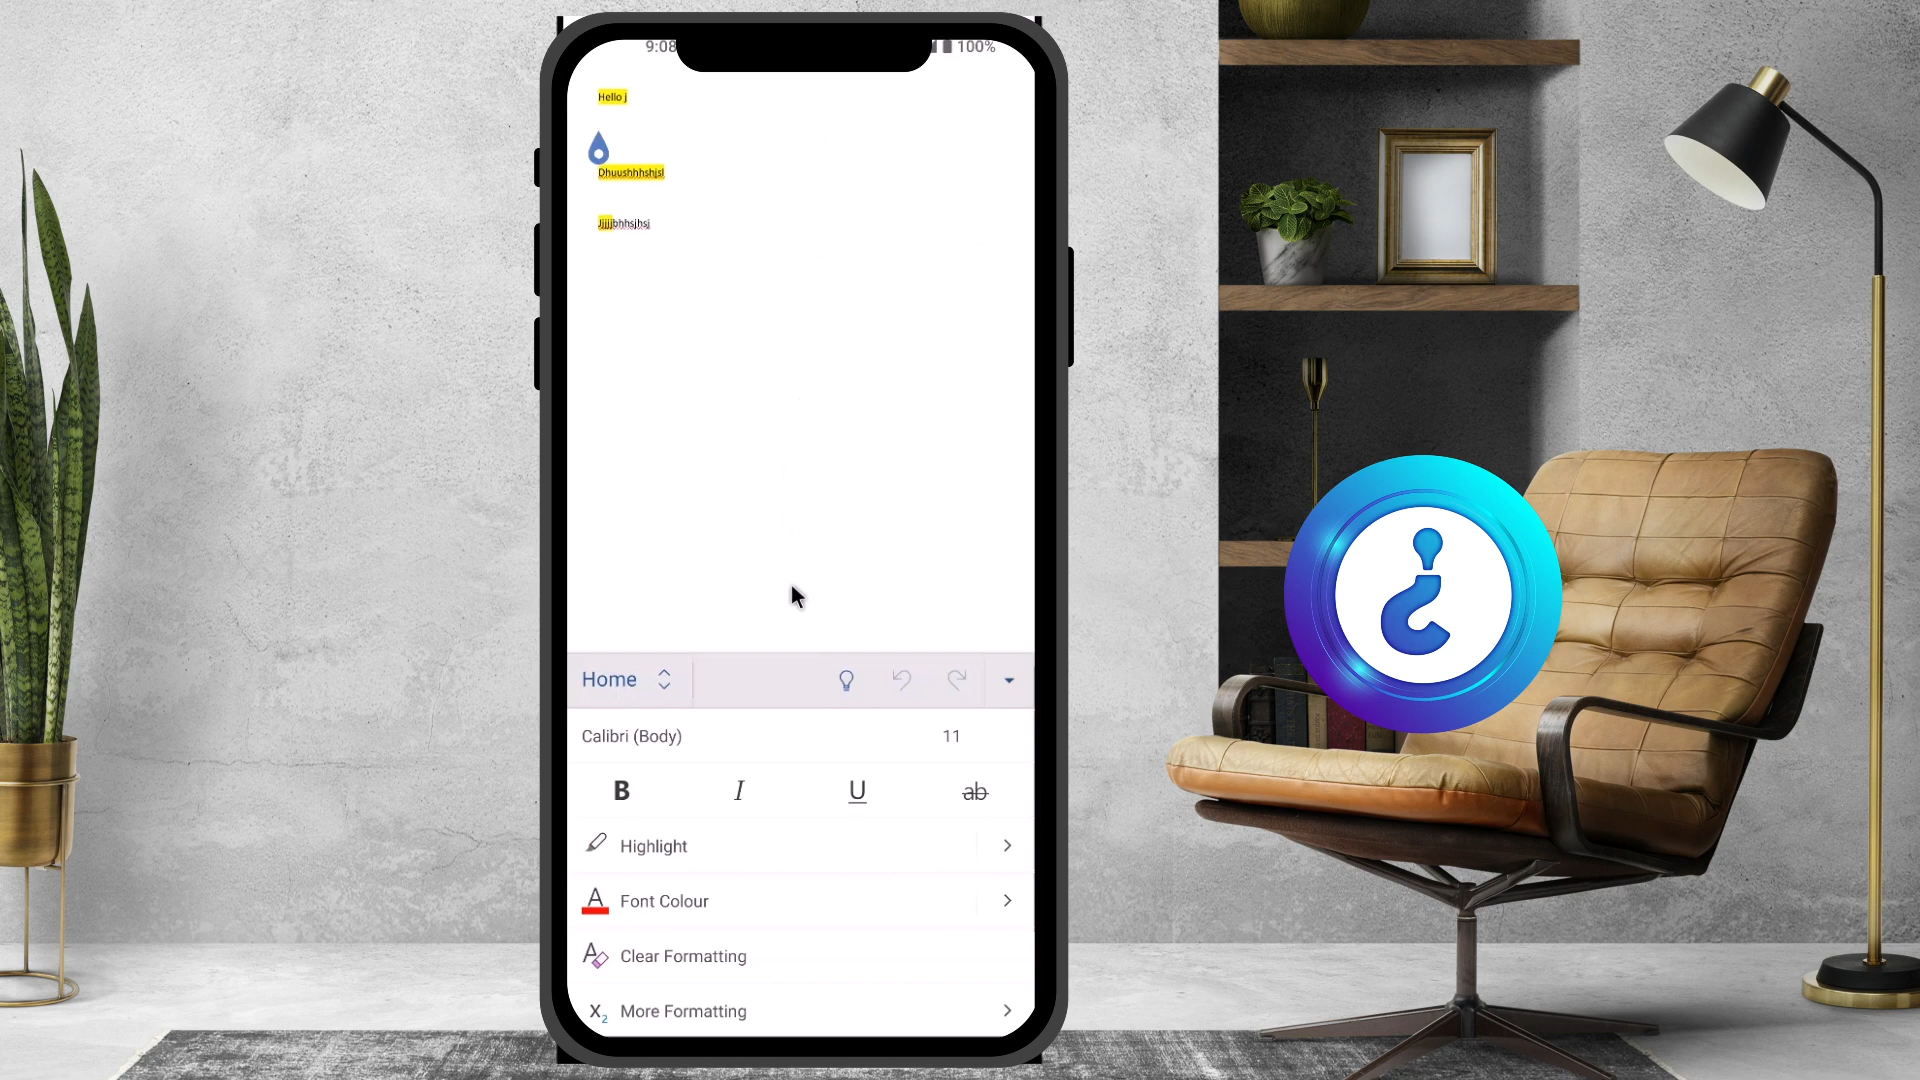 9:08
100%
Hello j
Dhuushhhshjsl
Jjjjjbhhsjhsj
Home
Calibri (Body) 11
B I U ab
Highlight
A Font Colour
A Clear Formatting
X2 More Formatting